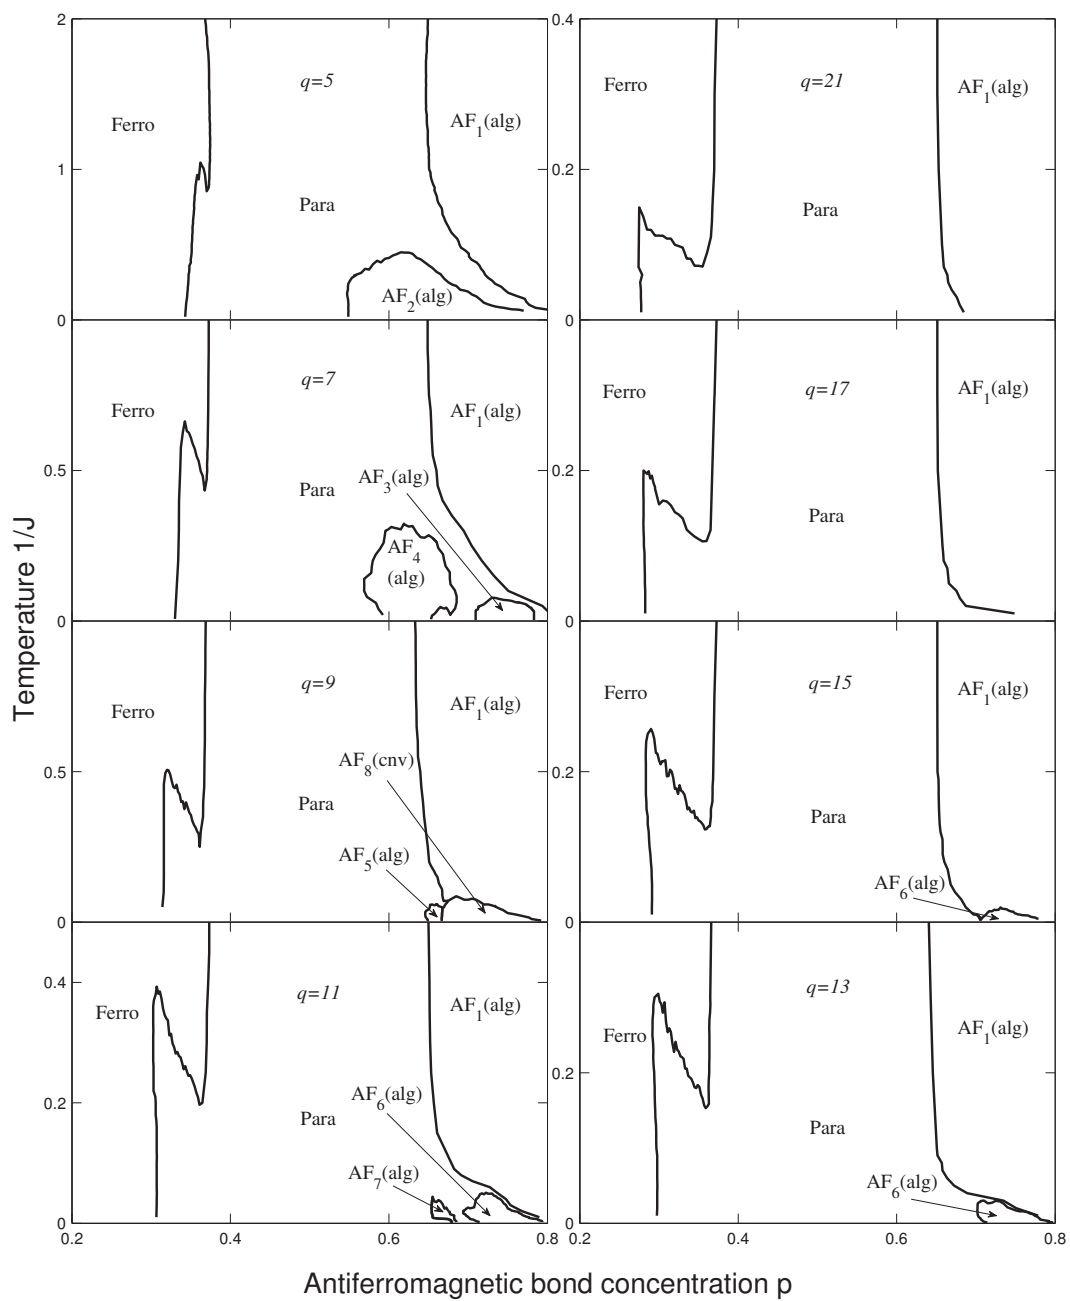 Temperature 1/J
2
q=5
Ferro
AF1(alg)
1
Para
AF2(alg)
0
q=7
Ferro
AF1(alg)
0.5
AF3(alg)
Para
AF4
(alg)
0
q=9
Ferro
AF1(alg)
AF8(cnv)
0.5
Para
AF5(alg)
0
0.4
q=11
Ferro
AF1(alg)
0.2
AF6(alg)
Para
AF7(alg)
0
0.2 0.4 0.6 0.8
0.4
q=21
Ferro
AF1(alg)
0.2
Para
0
q=17
Ferro
AF1(alg)
0.2
Para
0
q=15
Ferro
AF1(alg)
0.2
Para
AF6(alg)
0
q=13
Ferro
AF1(alg)
0.2
Para
AF6(alg)
0
0.2 0.4 0.6 0.8
Antiferromagnetic bond concentration p